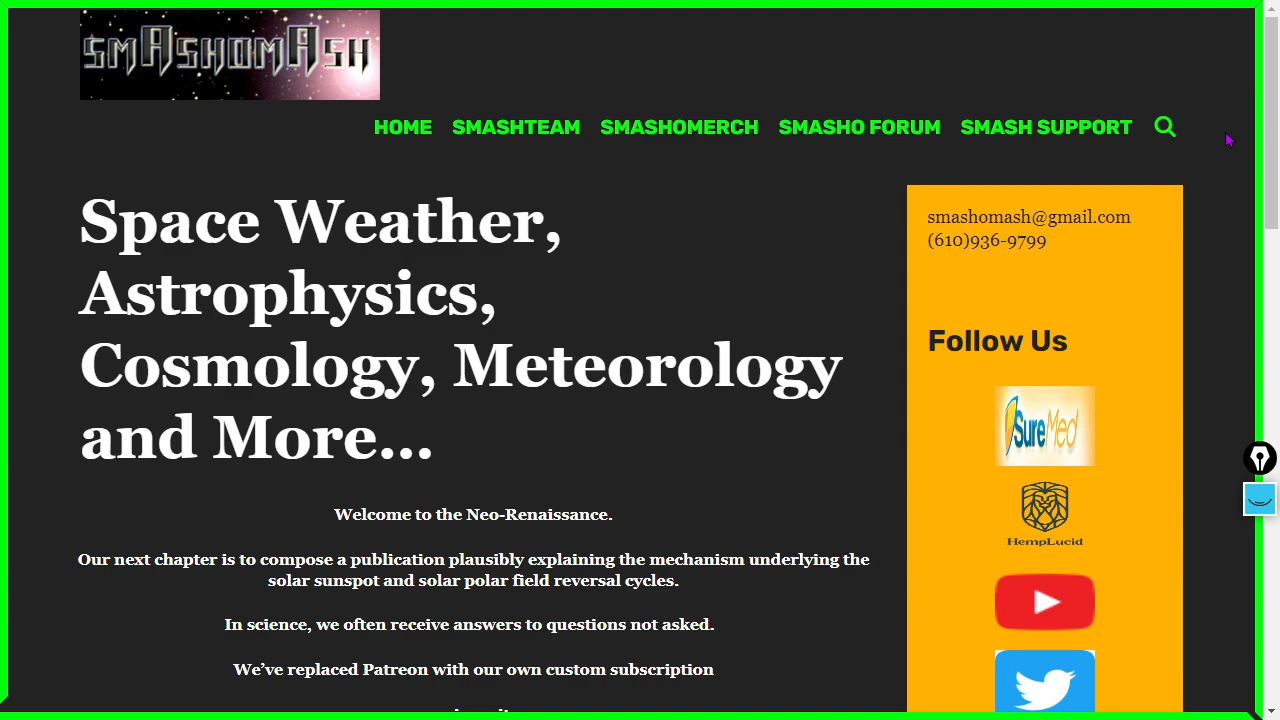 SMASHOMASH
HOME SMASHTEAM SMASHOMERCH SMASHO FORUM SMASH SUPPORT
Space Weather,
Astrophysics,
Cosmology, Meteorology
and More...
Welcome to the Neo-Renaissance.
Our next chapter is to compose a publication plausibly explaining the mechanism underlying the
solar sunspot and solar polar field reversal cycles.
In science, we often receive answers to questions not asked.
We’ve replaced Patreon with our own custom subscription
smashomash@gmail.com
(610)936-9799
Follow Us
SureMed
HempLucid